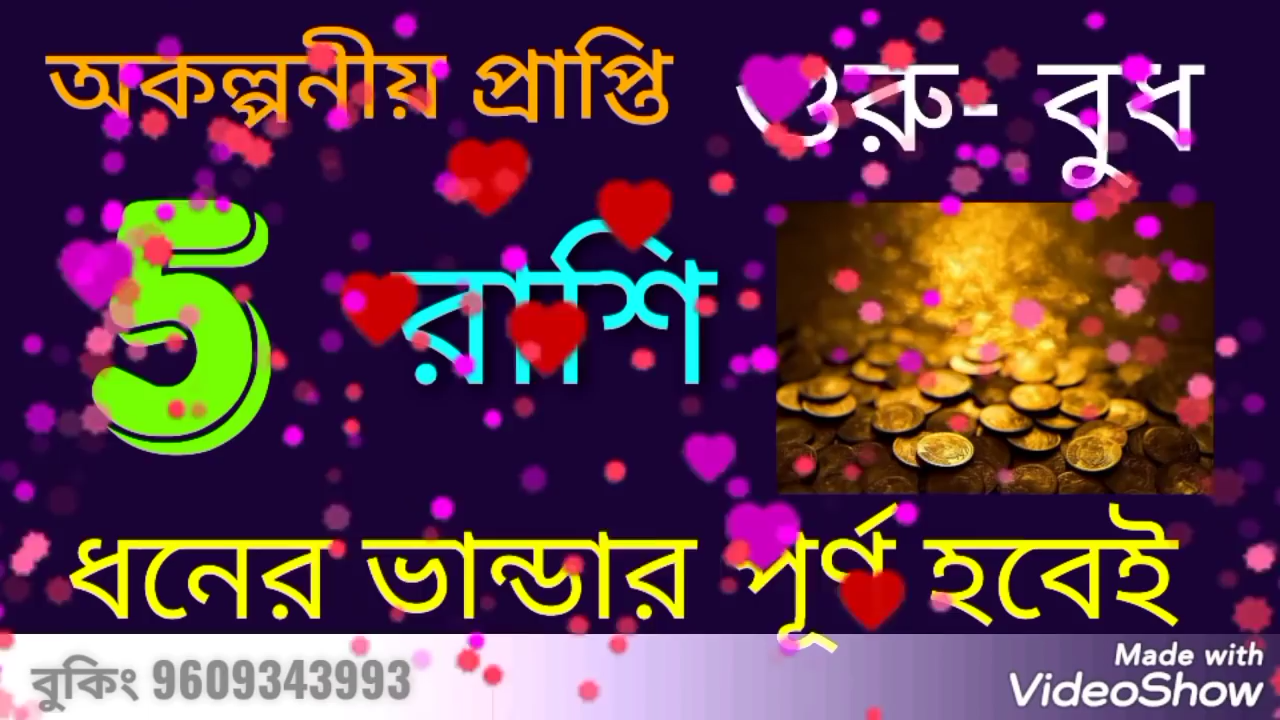 অকল্পনীয় প্রাপ্তি গুরু- বুধ
5 রাশি
ধনের ভান্ডার পূর্ণ হবেই
বুকিং 9609343993
Made with
VideoShow